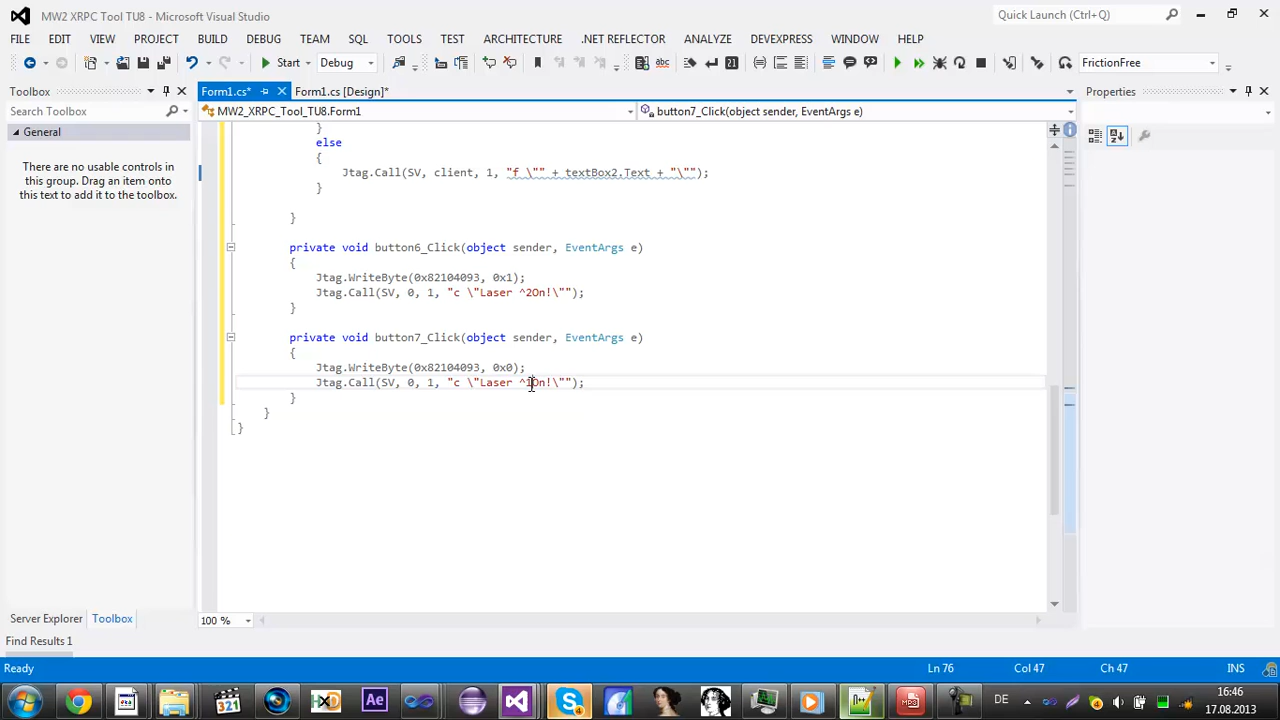 MW2 XRPC Tool TU8 - Microsoft Visual Studio
Quick Launch (Ctrl+Q)
FILE EDIT VIEW PROJECT BUILD DEBUG TEAM SQL TOOLS TEST ARCHITECTURE .NET REFLECTOR ANALYZE DEVEXPRESS WINDOW HELP
Start Debug FrictionFree
Toolbox
Form1.cs* Form1.cs [Design]*
Properties
Search Toolbox
MW2_XRPC_Tool_TU8.Form1
button7_Click(object sender, EventArgs e)
General
There are no usable controls in
this group. Drag an item onto
this text to add it to the toolbox.
}
else
{
Jtag.Call(SV, client, 1, "f \"" + textBox2.Text + "\"");
}
}
private void button6_Click(object sender, EventArgs e)
{
Jtag.WriteByte(0x82104093, 0x1);
Jtag.Call(SV, 0, 1, "c \"Laser ^2On!\"");
}
private void button7_Click(object sender, EventArgs e)
{
Jtag.WriteByte(0x82104093, 0x0);
Jtag.Call(SV, 0, 1, "c \"Laser ^1On!\"");
}
}
}
Server Explorer Toolbox
100 %
Find Results 1
Ready Ln 76 Col 47 Ch 47 INS
321 HxD Ae 4 DE 16:46
17.08.2013